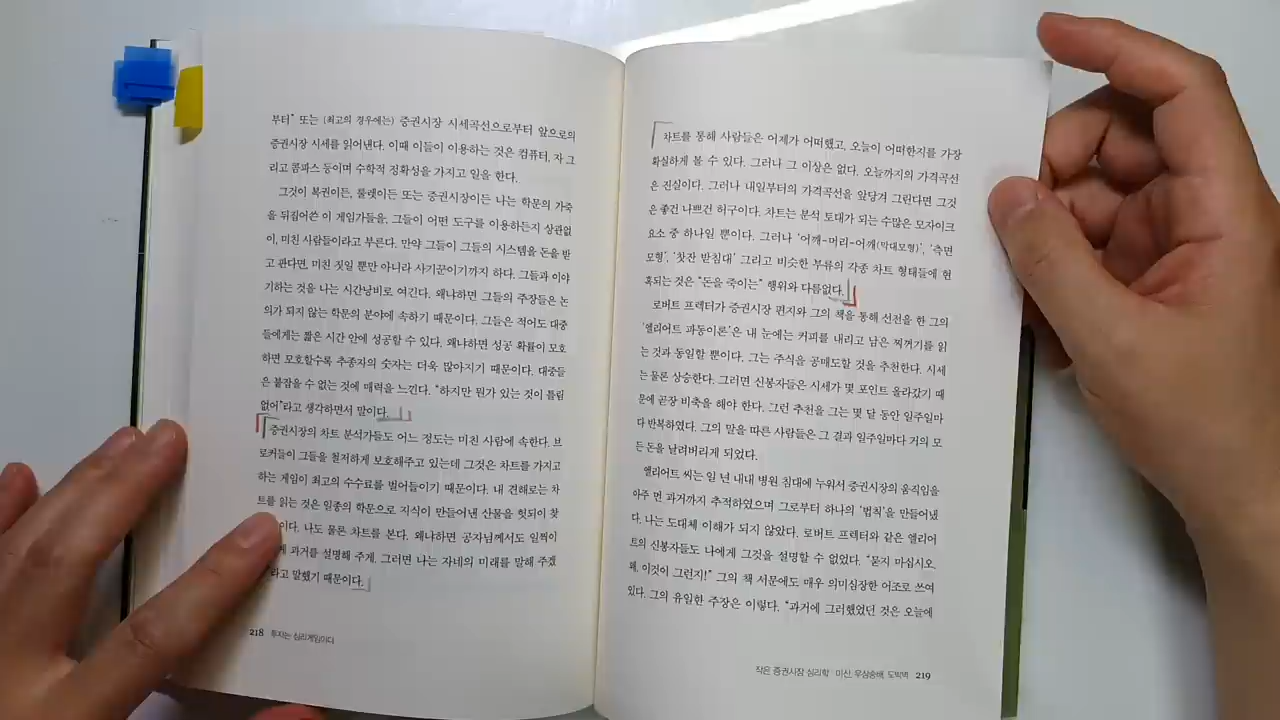 부터” 또는 (최고의 경우에는) 증권시장 시세곡선으로부터 앞으로의
증권시장 시세를 읽어낸다. 이때 이들이 이용하는 것은 컴퓨터, 자 그
리고 콤파스 등이며 수학적 정확성을 가지고 일을 한다.
그것이 복권이든, 룰렛이든 또는 증권시장이든 나는 학문의 가죽
을 뒤집어쓴 이 게임가들을, 그들이 어떤 도구를 이용하든지 상관없
이, 미친 사람들이라고 부른다. 만약 그들이 그들의 시스템을 돈을 받
고 판다면, 미친 짓일 뿐만 아니라 사기꾼이기까지 하다. 그들과 이야
기하는 것을 나는 시간낭비로 여긴다. 왜냐하면 그들의 주장들은 논
의가 되지 않는 학문의 분야에 속하기 때문이다. 그들은 적어도 대중
들에게는 짧은 시간 안에 성공할 수 있다. 왜냐하면 성공 확률이 모호
하면 모호할수록 추종자의 숫자는 더욱 많아지기 때문이다. 대중들
은 붙잡을 수 없는 것에 매력을 느낀다. “하지만 뭔가 있는 것이 틀림
없어”라고 생각하면서 말이다.
증권시장의 차트 분석가들도 어느 정도는 미친 사람에 속한다. 브
로커들이 그들을 철저하게 보호해주고 있는데 그것은 차트를 가지고
하는 게임이 최고의 수수료를 벌어들이기 때문이다. 내 견해로는 차
트를 읽는 것은 일종의 학문으로 지식이 만들어낸 산물을 헛되이 찾
이다. 나도 물론 차트를 본다. 왜냐하면 공자님께서도 일찍이
게 과거를 설명해 주게. 그러면 나는 자네의 미래를 말해 주겠
라고 말했기 때문이다.
218 투자는 심리게임이다
차트를 통해 사람들은 어제가 어떠했고, 오늘이 어떠한지를 가장
확실하게 볼 수 있다. 그러나 그 이상은 없다. 오늘까지의 가격곡선
은 진실이다. 그러나 내일부터의 가격곡선을 앞당겨 그린다면 그것
은 좋건 나쁘건 허구이다. 차트는 분석 토대가 되는 수많은 모자이크
요소 중 하나일 뿐이다. 그러나 ‘어깨-머리-어깨(막대모형)’, ‘측면
모형’, ‘찻잔 받침대’ 그리고 비슷한 부류의 각종 차트 형태들에 현
혹되는 것은 “돈을 죽이는” 행위와 다름없다.
로버트 프렉터가 증권시장 편지와 그의 책을 통해 선전을 한 그의
‘엘리어트 파동이론’은 내 눈에는 커피를 내리고 남은 찌꺼기를 읽
는 것과 동일할 뿐이다. 그는 주식을 공매도할 것을 추천한다. 시세
는 물론 상승한다. 그러면 신봉자들은 시세가 몇 포인트 올라갔기 때
문에 곧장 비축을 해야 한다. 그런 추천을 그는 몇 달 동안 일주일마
다 반복하였다. 그의 말을 따른 사람들은 그 결과 일주일마다 거의 모
든 돈을 날려버리게 되었다.
엘리어트 씨는 일 년 내내 병원 침대에 누워서 증권시장의 움직임을
아주 먼 과거까지 추적하였으며 그로부터 하나의 ‘법칙’을 만들어냈
다. 나는 도대체 이해가 되지 않았다. 로버트 프렉터와 같은 엘리어
트의 신봉자들도 나에게 그것을 설명할 수 없었다. “묻지 마십시오.
왜, 이것이 그런지!” 그의 책 서문에도 매우 의미심장한 어조로 쓰여
있다. 그의 유일한 주장은 이렇다. “과거에 그러했었던 것은 오늘에
작은 증권시장 심리학 미신, 우상숭배, 도박벽 219